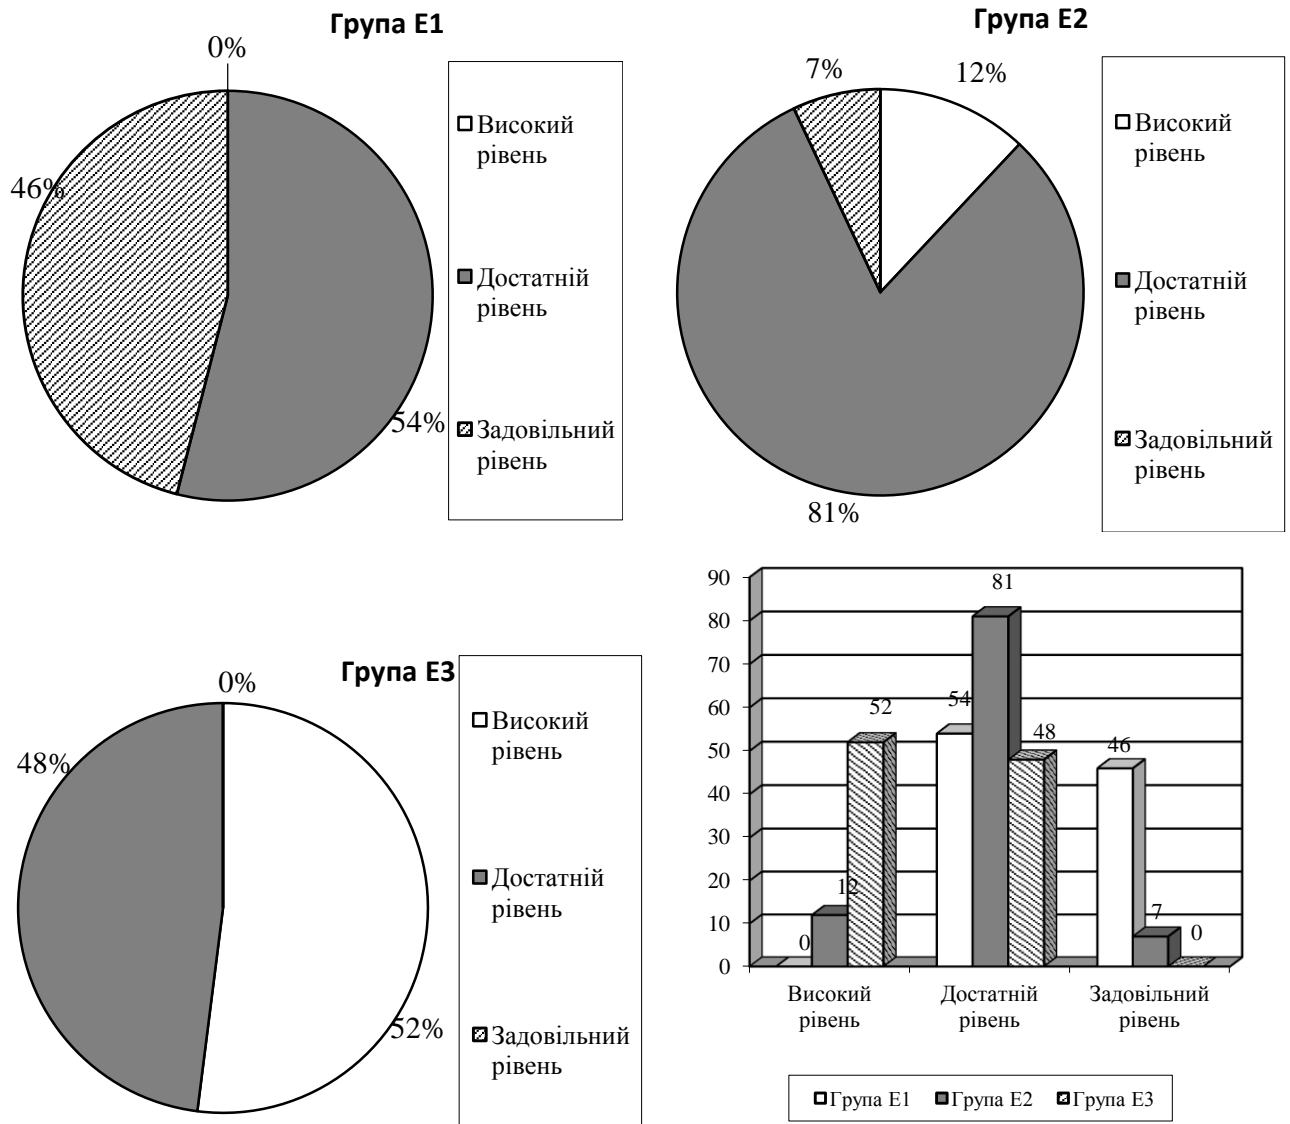 Група Е1
0%
46%
54%
Високий
рівень
Достатній
рівень
Задовільний
рівень
Група Е2
7%
12%
81%
Високий
рівень
Достатній
рівень
Задовільний
рівень
Група Е3
0%
48%
52%
Високий
рівень
Достатній
рівень
Задовільний
рівень
90
80
70
60
50
40
30
20
10
0
0
12
52
54
81
48
46
7
0
Високий
рівень
Достатній
рівень
Задовільний
рівень
Група Е1 Група Е2 Група Е3